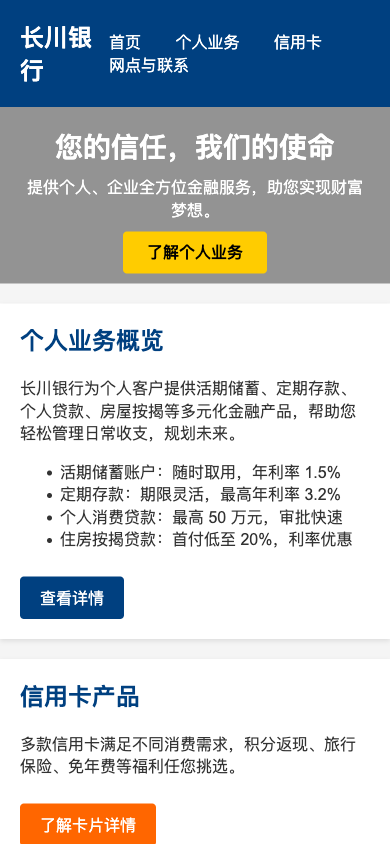 长川银行
首页 个人业务 信用卡
网点与联系
您的信任，我们的使命
提供个人、企业全方位金融服务，助您实现财富
梦想。
了解个人业务
个人业务概览
长川银行为个人客户提供活期储蓄、定期存款、
个人贷款、房屋按揭等多元化金融产品，帮助您
轻松管理日常收支，规划未来。
• 活期储蓄账户：随时取用，年利率 1.5%
• 定期存款：期限灵活，最高年利率 3.2%
• 个人消费贷款：最高 50 万元，审批快速
• 住房按揭贷款：首付低至 20%，利率优惠
查看详情
信用卡产品
多款信用卡满足不同消费需求，积分返现、旅行
保险、免年费等福利任您挑选。
了解卡片详情